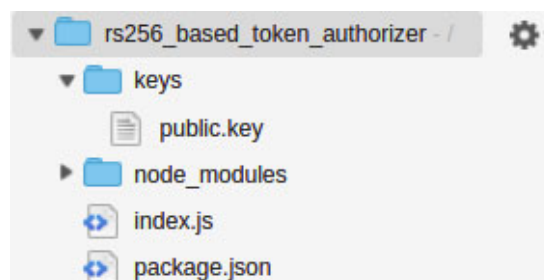 rs256_based_token_authorizer - /
keys
public.key
node_modules
index.js
package.json